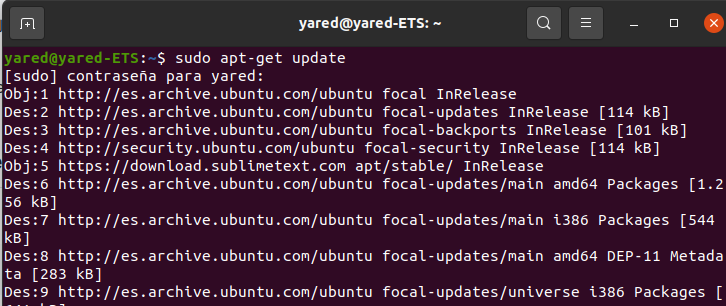 yared@yared-ETS: ~
yared@yared-ETS:~$ sudo apt-get update
[sudo] contraseña para yared:
Obj:1 http://es.archive.ubuntu.com/ubuntu focal InRelease
Des:2 http://es.archive.ubuntu.com/ubuntu focal-updates InRelease [114 kB]
Des:3 http://es.archive.ubuntu.com/ubuntu focal-backports InRelease [101 kB]
Des:4 http://security.ubuntu.com/ubuntu focal-security InRelease [114 kB]
Obj:5 https://download.sublimetext.com apt/stable/ InRelease
Des:6 http://es.archive.ubuntu.com/ubuntu focal-updates/main amd64 Packages [1.2
56 kB]
Des:7 http://es.archive.ubuntu.com/ubuntu focal-updates/main i386 Packages [544
kB]
Des:8 http://es.archive.ubuntu.com/ubuntu focal-updates/main amd64 DEP-11 Metada
ta [283 kB]
Des:9 http://es.archive.ubuntu.com/ubuntu focal-updates/universe i386 Packages [